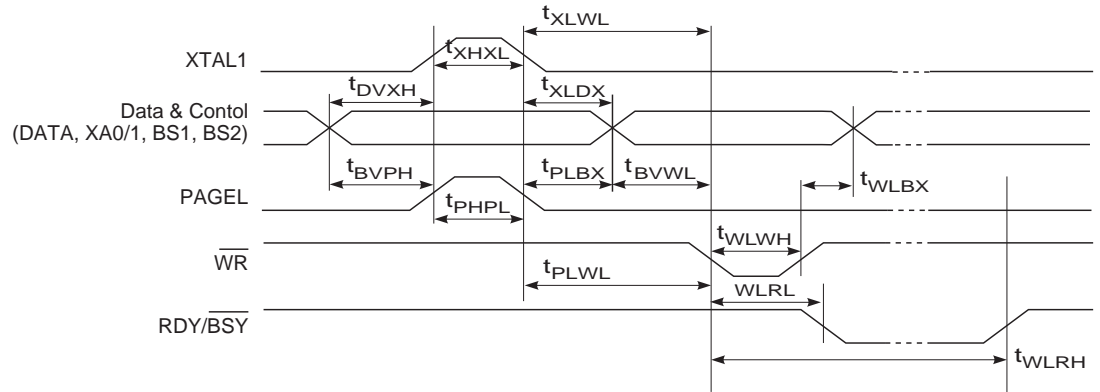 tXLWL
XTAL1
tXHXL
tDVXH
tXLDX
Data & Contol
(DATA, XA0/1, BS1, BS2)
tBVPH
tPLBX
tBVWL
tWLBX
PAGEL
tPHPL
tWLWH
WR
tPLWL
WLRL
RDY/BSY
tWLRH